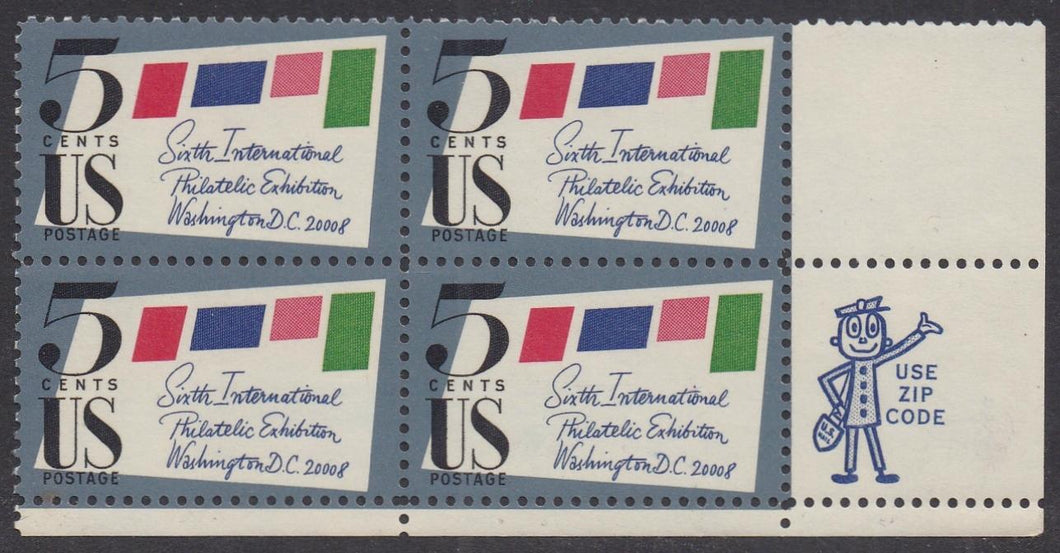 5
CENTS
US
POSTAGE
Sixth International
Philatelic Exhibition
Washington D.C. 20008
5
CENTS
US
POSTAGE
Sixth International
Philatelic Exhibition
Washington D.C. 20008
5
CENTS
US
POSTAGE
Sixth International
Philatelic Exhibition
Washington D.C. 20008
5
CENTS
US
POSTAGE
Sixth International
Philatelic Exhibition
Washington D.C. 20008
USE
ZIP
CODE